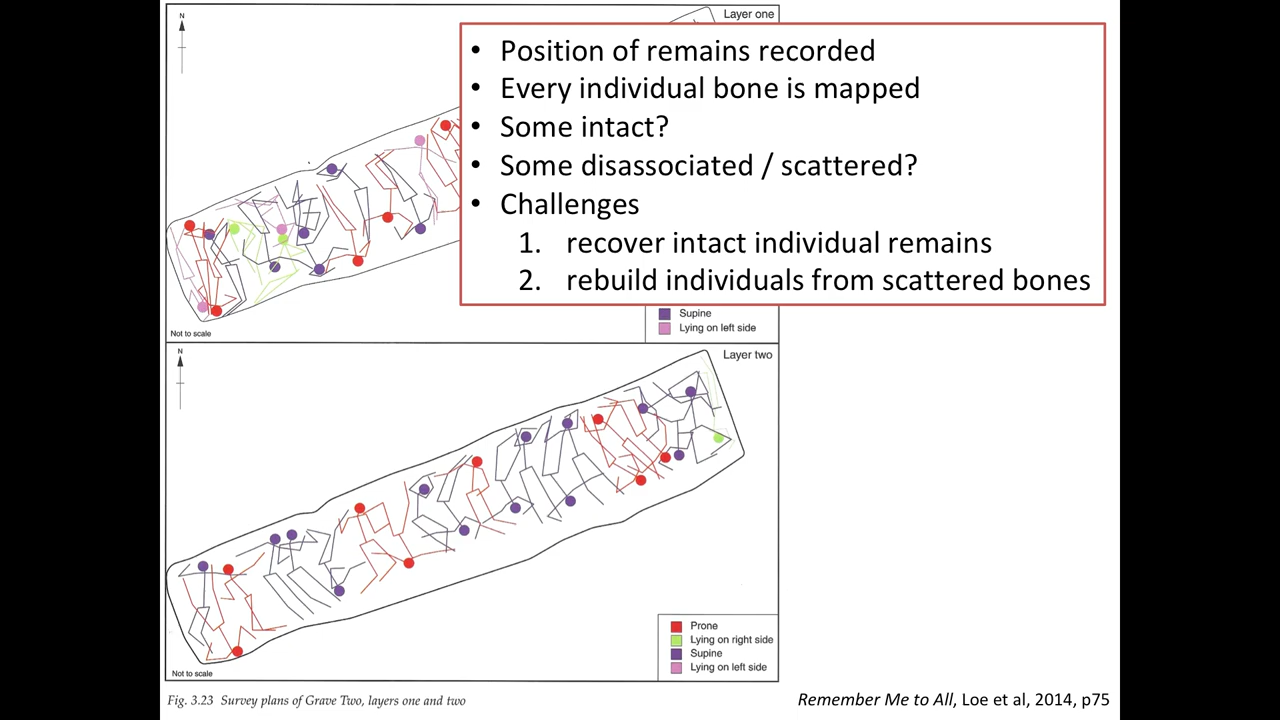 Layer one
N
• Position of remains recorded
• Every individual bone is mapped
• Some intact?
• Some disassociated / scattered?
• Challenges
1. recover intact individual remains
2. rebuild individuals from scattered bones
Supine
Lying on left side
Not to scale
Layer two
N
Prone
Lying on right side
Supine
Lying on left side
Not to scale
Fig. 3.23 Survey plans of Grave Two, layers one and two
Remember Me to All, Loe et al, 2014, p75